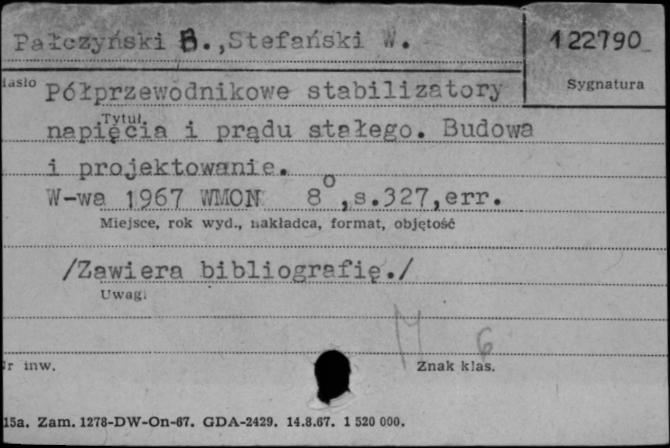 Pałczyński B., Stefański W.
122790
Hasło
Sygnatura
Półprzewodnikowe stabilizatory
Tytuł
napięcia i prądu stałego. Budowa
i projektowanie.
W-wa 1967 WMON 8°, s.327, err.
Miejsce, rok wyd., nakładca, format, objętość
/Zawiera bibliografię./
Uwagi
M 6
Nr inw.
Znak klas.
15a. Zam. 1278-DW-On-67. GDA-2429. 14.8.67. 1 520 000.